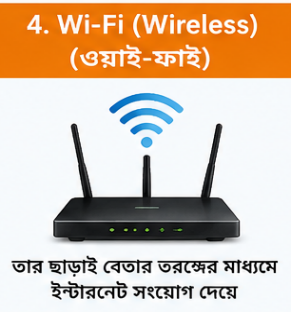 4. Wi-Fi (Wireless)
(ওয়াই-ফাই)
তার ছাড়াই বেতার তরঙ্গের মাধ্যমে
ইন্টারনেট সংয়োগ দেয়ে